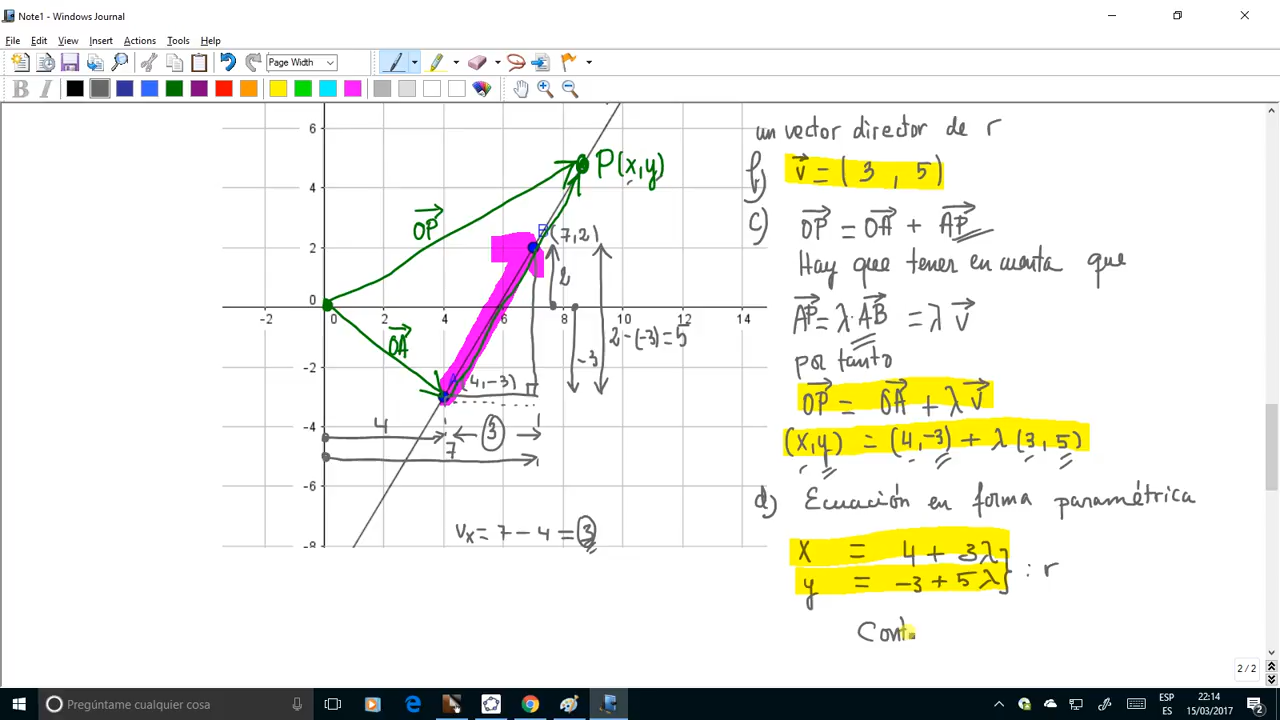 Note1 - Windows Journal
File Edit View Insert Actions Tools Help
Page Width
B I
6
4
2
0
-2
-4
-6
-8
-2 4 6 8 10 12 14
P(x,y)
OP
OA
B(7,2)
A(4,-3)
2
-3
2-(-3)=5
4
3
7
Vx = 7 - 4 = 3
un vector director de r
b) v = (3, 5)
c) OP = OA + AP
Hay que tener en cuenta que
AP = λ·AB = λ v
por tanto
OP = OA + λ v
(x,y) = (4,-3) + λ (3, 5)
d) Ecuación en forma paramétrica
x = 4 + 3λ
y = -3 + 5λ } : r
Cont
2/2
Pregúntame cualquier cosa
ESP
ES
22:14
15/03/2017
2